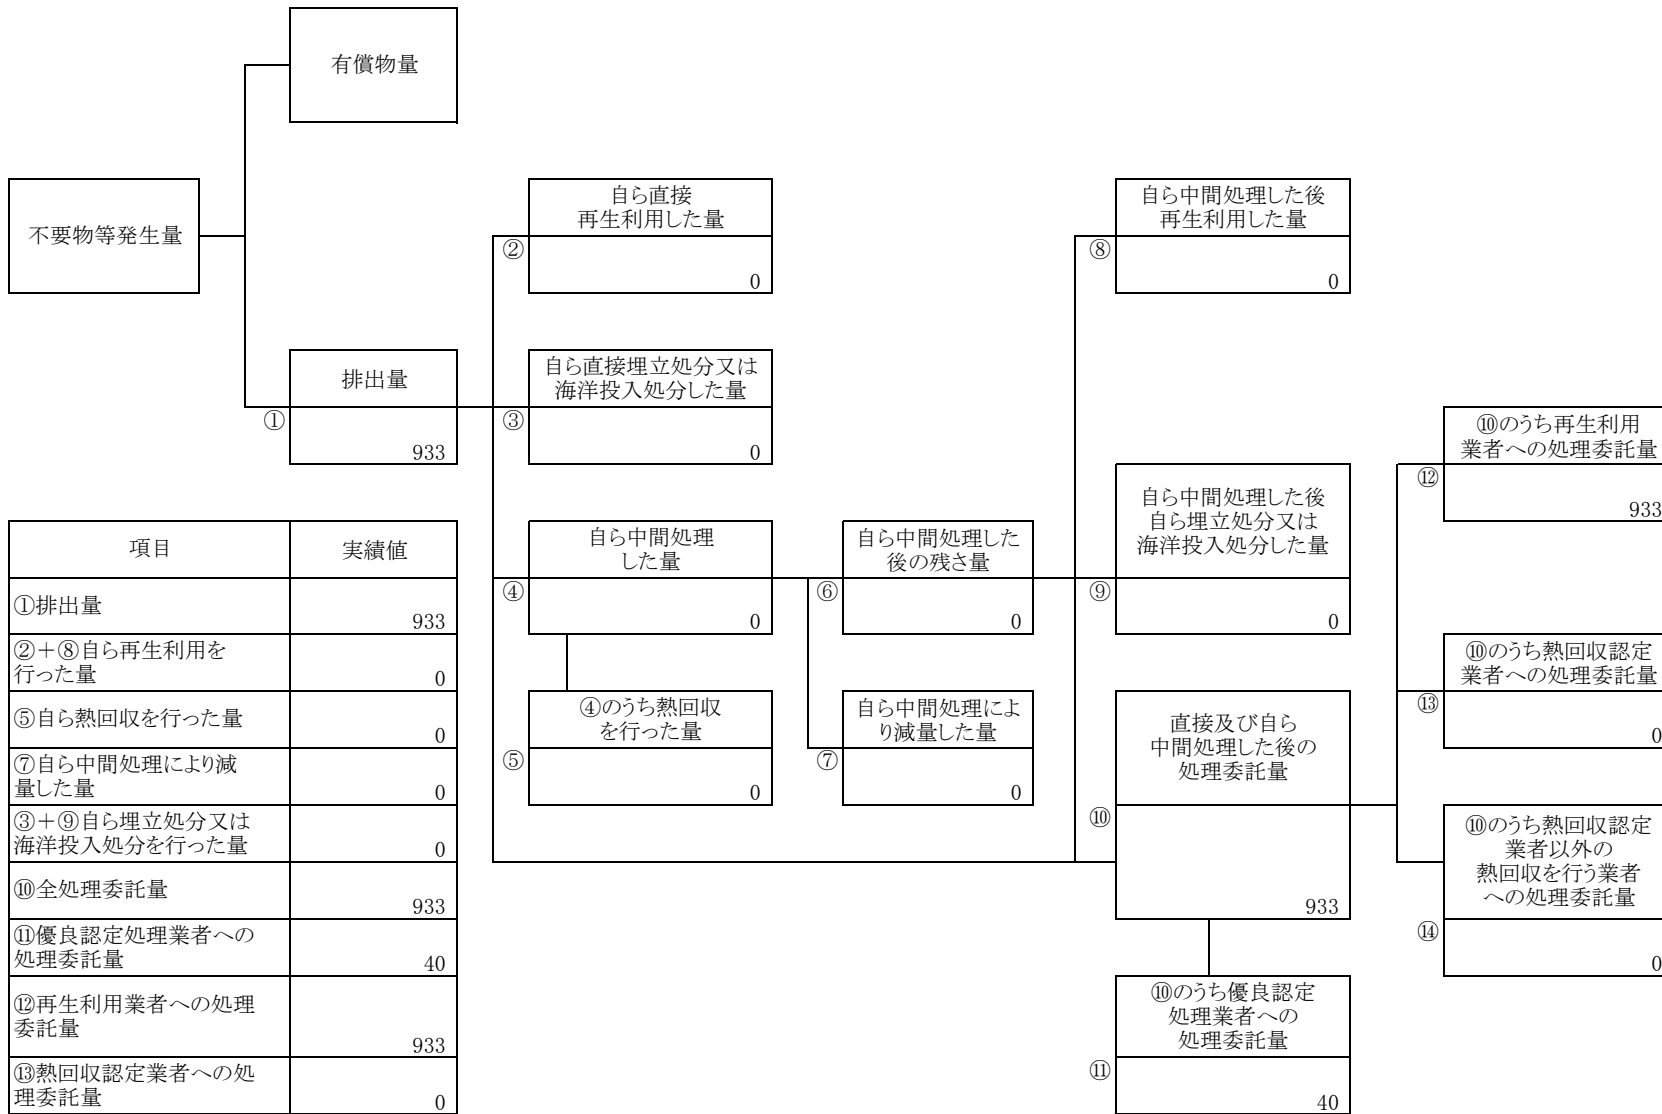 有償物量
不要物等発生量
自ら直接
再生利用した量
②
0
自ら中間処理した後
再生利用した量
⑧
0
排出量
①
933
自ら直接埋立処分又は
海洋投入処分した量
③
0
⑩のうち再生利用
業者への処理委託量
⑫
933
自ら中間処理
した量
④
0
自ら中間処理した
後の残さ量
⑥
0
自ら中間処理した後
自ら埋立処分又は
海洋投入処分した量
⑨
0
⑩のうち熱回収認定
業者への処理委託量
⑬
0
④のうち熱回収
を行った量
⑤
0
自ら中間処理によ
り減量した量
⑦
0
直接及び自ら
中間処理した後の
処理委託量
⑩
933
⑩のうち熱回収認定
業者以外の
熱回収を行う業者
への処理委託量
⑭
0
⑩のうち優良認定
処理業者への
処理委託量
⑪
40
項目 実績値
①排出量 933
②＋⑧自ら再生利用を
行った量 0
⑤自ら熱回収を行った量 0
⑦自ら中間処理により減
量した量 0
③＋⑨自ら埋立処分又は
海洋投入処分を行った量 0
⑩全処理委託量 933
⑪優良認定処理業者への
処理委託量 40
⑫再生利用業者への処理
委託量 933
⑬熱回収認定業者への処
理委託量 0